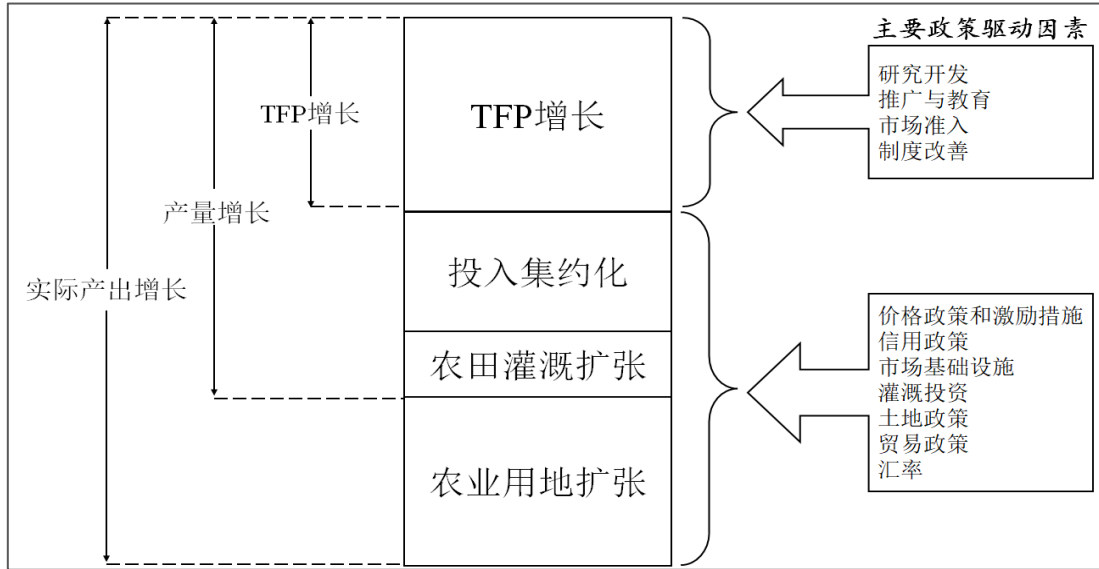 主要政策驱动因素
TFP增长
TFP增长
研究开发
推广与教育
市场准入
制度改善
产量增长
实际产出增长
投入集约化
农田灌溉扩张
农业用地扩张
价格政策和激励措施
信用政策
市场基础设施
灌溉投资
土地政策
贸易政策
汇率